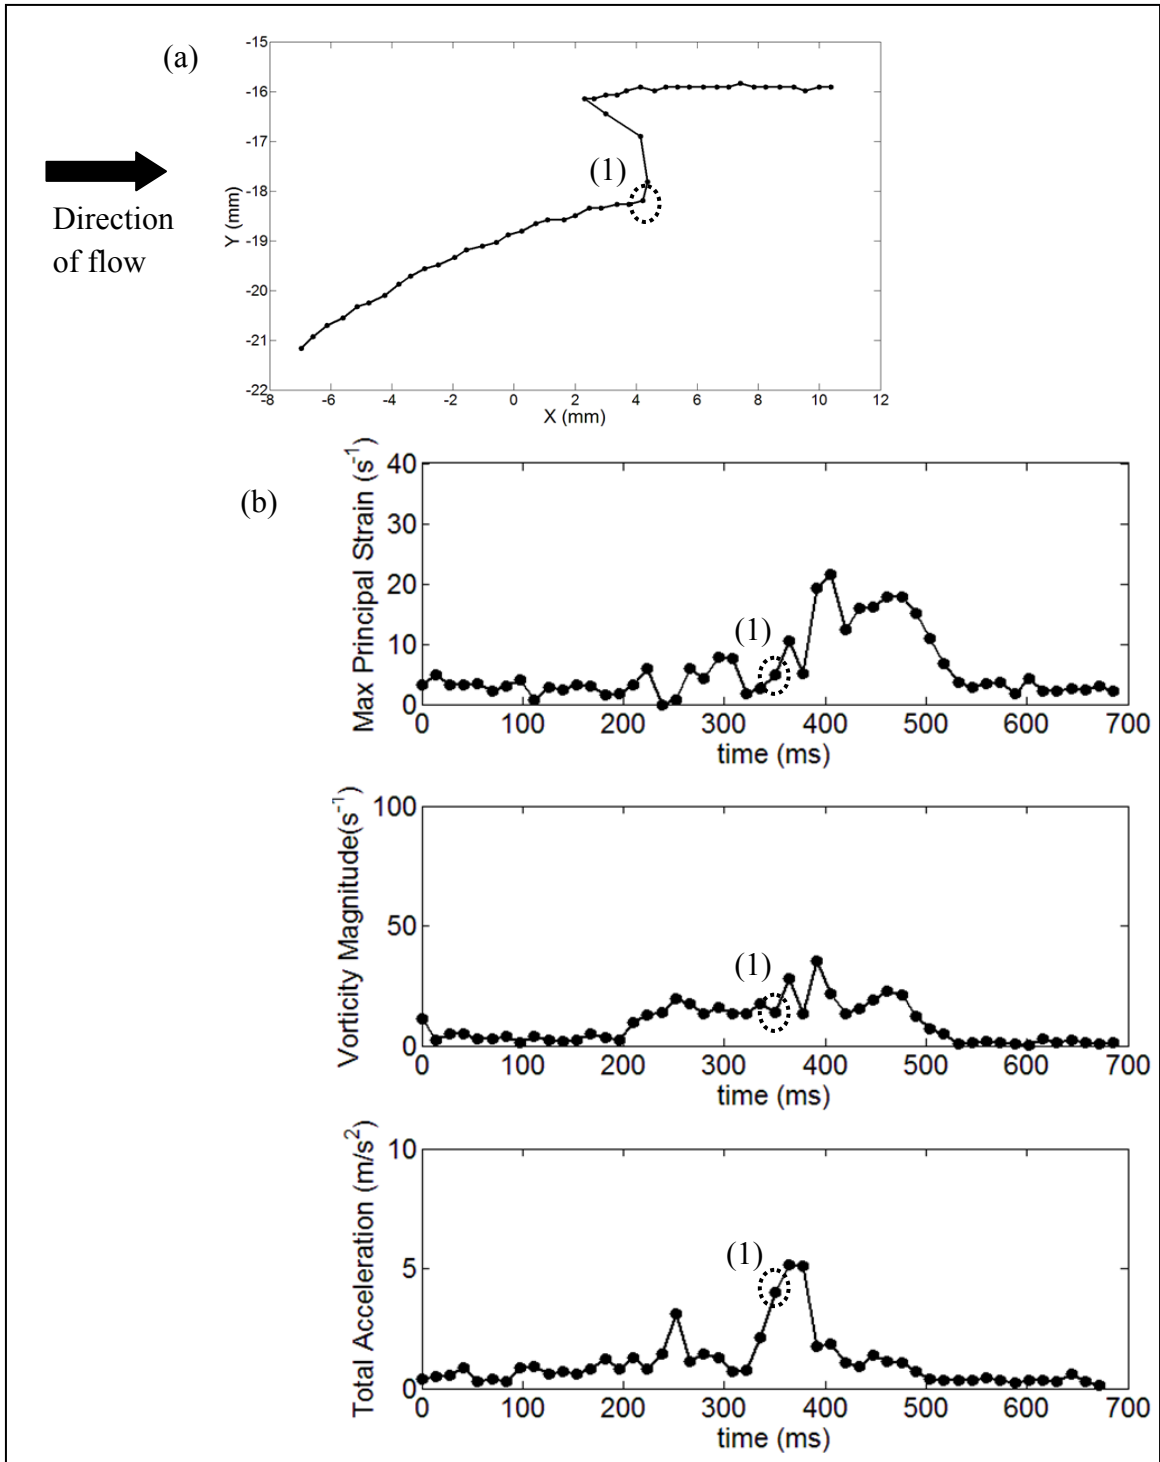 (a)
-15
-16
-17
-18
-19
-20
-21
-22
Y (mm)
(1)
-8 -6 -4 -2 0 2 4 6 8 10 12
X (mm)
Direction
of flow
(b)
Max Principal Strain (s⁻¹)
40
30
20
10
0
(1)
0 100 200 300 400 500 600 700
time (ms)
Vorticity Magnitude(s⁻¹)
100
50
0
(1)
0 100 200 300 400 500 600 700
time (ms)
Total Acceleration (m/s²)
10
5
0
(1)
0 100 200 300 400 500 600 700
time (ms)